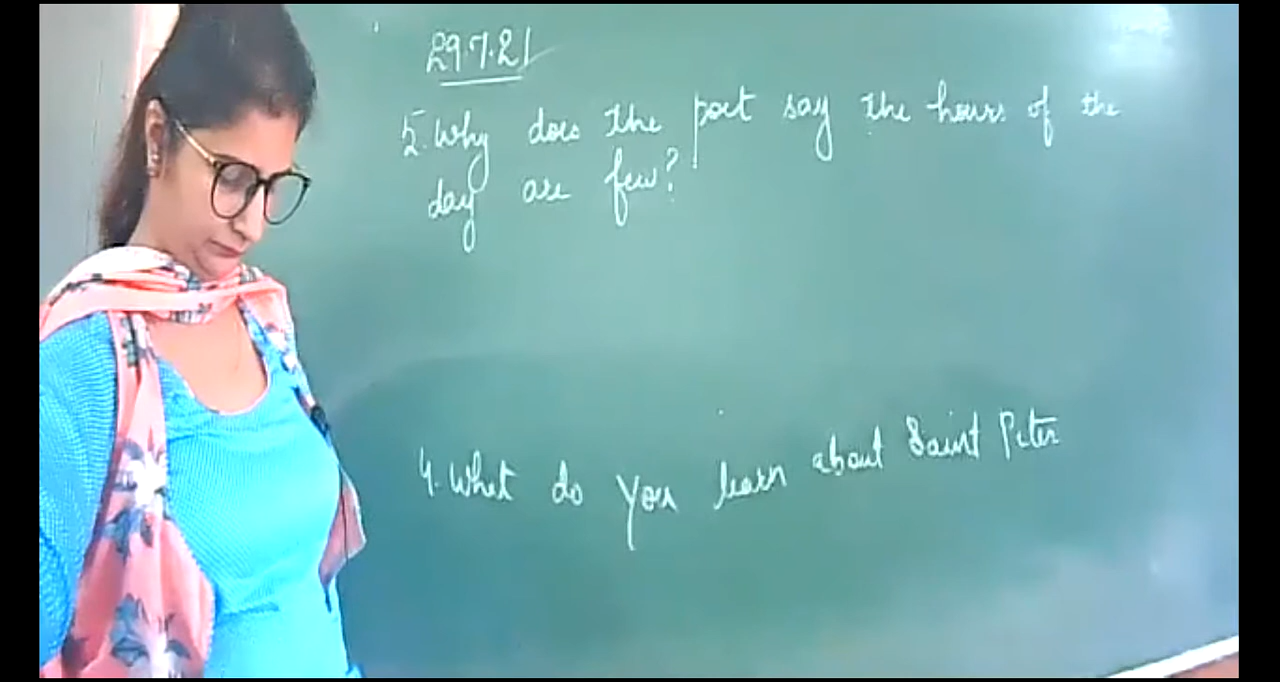 29.7.21
5. Why does the poet say the hours of the
day are few?
4. What do you learn about Saint Peter